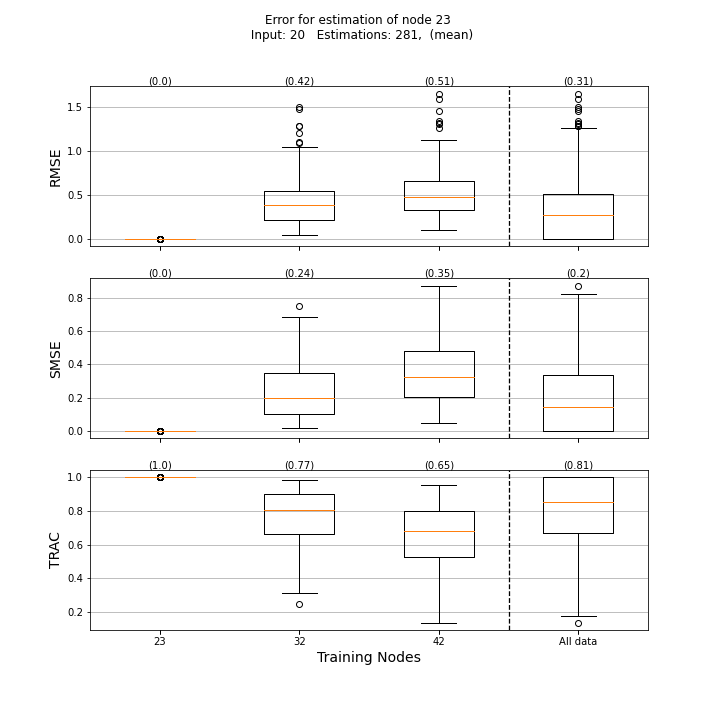 Error for estimation of node 23
Input: 20 Estimations: 281, (mean)
(0.0) (0.42) (0.51) (0.31)
1.5
1.0
0.5
0.0
RMSE
(0.0) (0.24) (0.35) (0.2)
0.8
0.6
0.4
0.2
0.0
SMSE
(1.0) (0.77) (0.65) (0.81)
1.0
0.8
0.6
0.4
0.2
TRAC
23 32 42 All data
Training Nodes